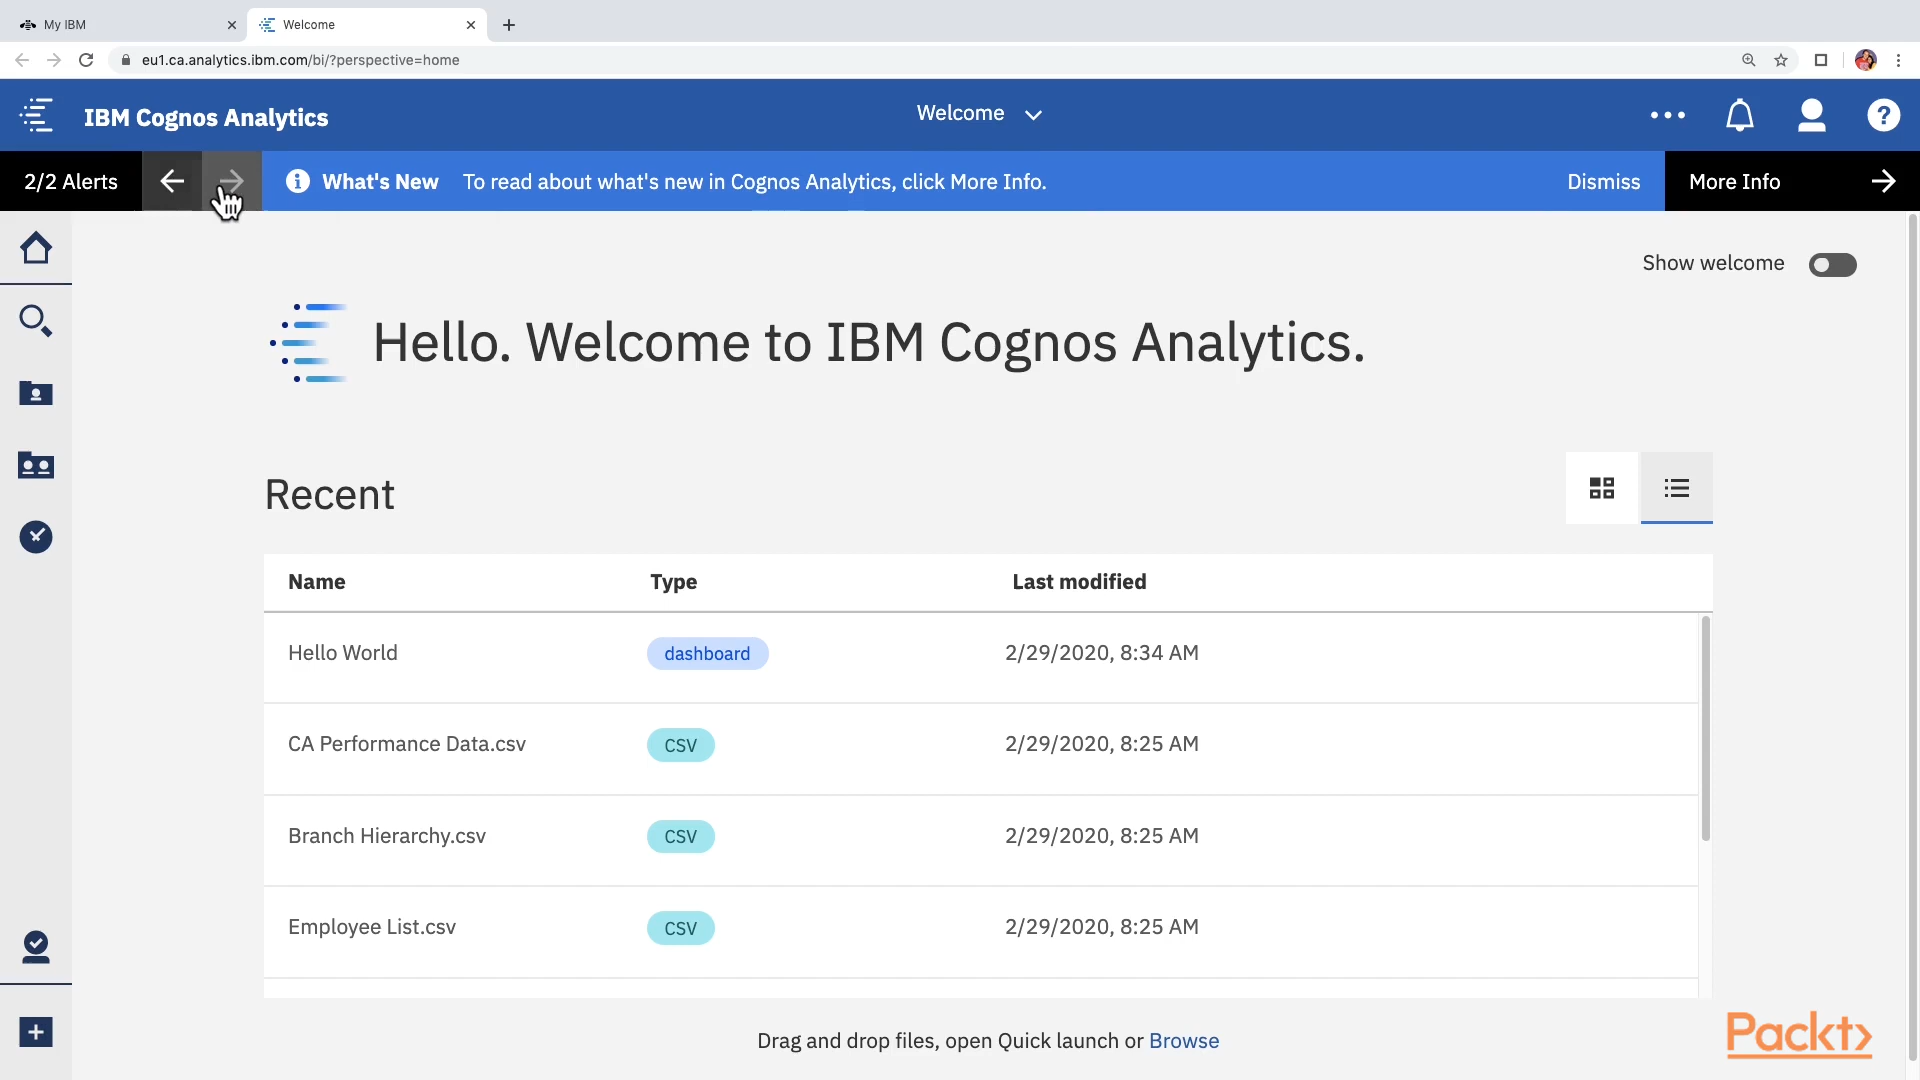 My IBM
Welcome
eu1.ca.analytics.ibm.com/bi/?perspective=home
IBM Cognos Analytics
Welcome
2/2 Alerts
What's New To read about what's new in Cognos Analytics, click More Info.
Dismiss
More Info
Show welcome
Hello. Welcome to IBM Cognos Analytics.
Recent
Name Type Last modified
Hello World dashboard 2/29/2020, 8:34 AM
CA Performance Data.csv CSV 2/29/2020, 8:25 AM
Branch Hierarchy.csv CSV 2/29/2020, 8:25 AM
Employee List.csv CSV 2/29/2020, 8:25 AM
Drag and drop files, open Quick launch or Browse
Packt>